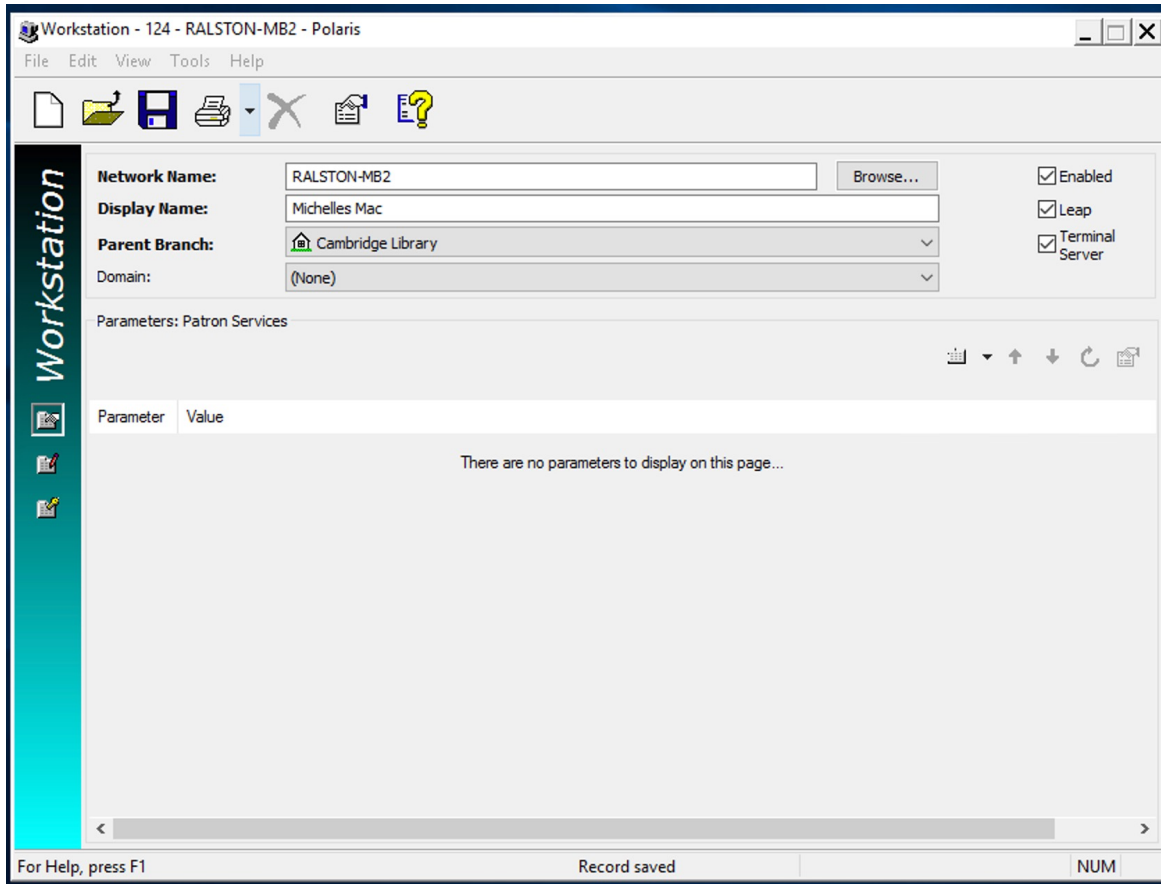 Workstation - 124 - RALSTON-MB2 - Polaris
File Edit View Tools Help
Workstation
Network Name: RALSTON-MB2 Browse... Enabled
Display Name: Michelles Mac Leap
Parent Branch: Cambridge Library Terminal
Server
Domain: (None)
Parameters: Patron Services
Parameter Value
There are no parameters to display on this page...
For Help, press F1 Record saved NUM